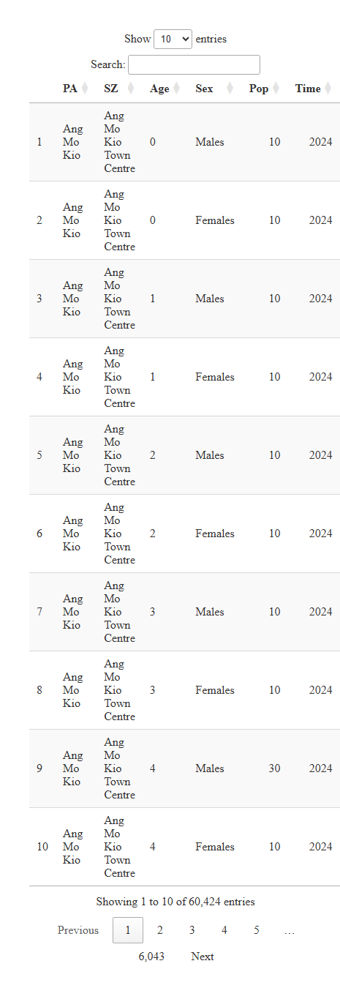 Show 10 entries
Search:
PA SZ Age Sex Pop Time
1 Ang Mo Kio Ang Mo Kio Town Centre 0 Males 10 2024
2 Ang Mo Kio Ang Mo Kio Town Centre 0 Females 10 2024
3 Ang Mo Kio Ang Mo Kio Town Centre 1 Males 10 2024
4 Ang Mo Kio Ang Mo Kio Town Centre 1 Females 10 2024
5 Ang Mo Kio Ang Mo Kio Town Centre 2 Males 10 2024
6 Ang Mo Kio Ang Mo Kio Town Centre 2 Females 10 2024
7 Ang Mo Kio Ang Mo Kio Town Centre 3 Males 10 2024
8 Ang Mo Kio Ang Mo Kio Town Centre 3 Females 10 2024
9 Ang Mo Kio Ang Mo Kio Town Centre 4 Males 30 2024
10 Ang Mo Kio Ang Mo Kio Town Centre 4 Females 10 2024
Showing 1 to 10 of 60,424 entries
Previous 1 2 3 4 5 …
6,043 Next